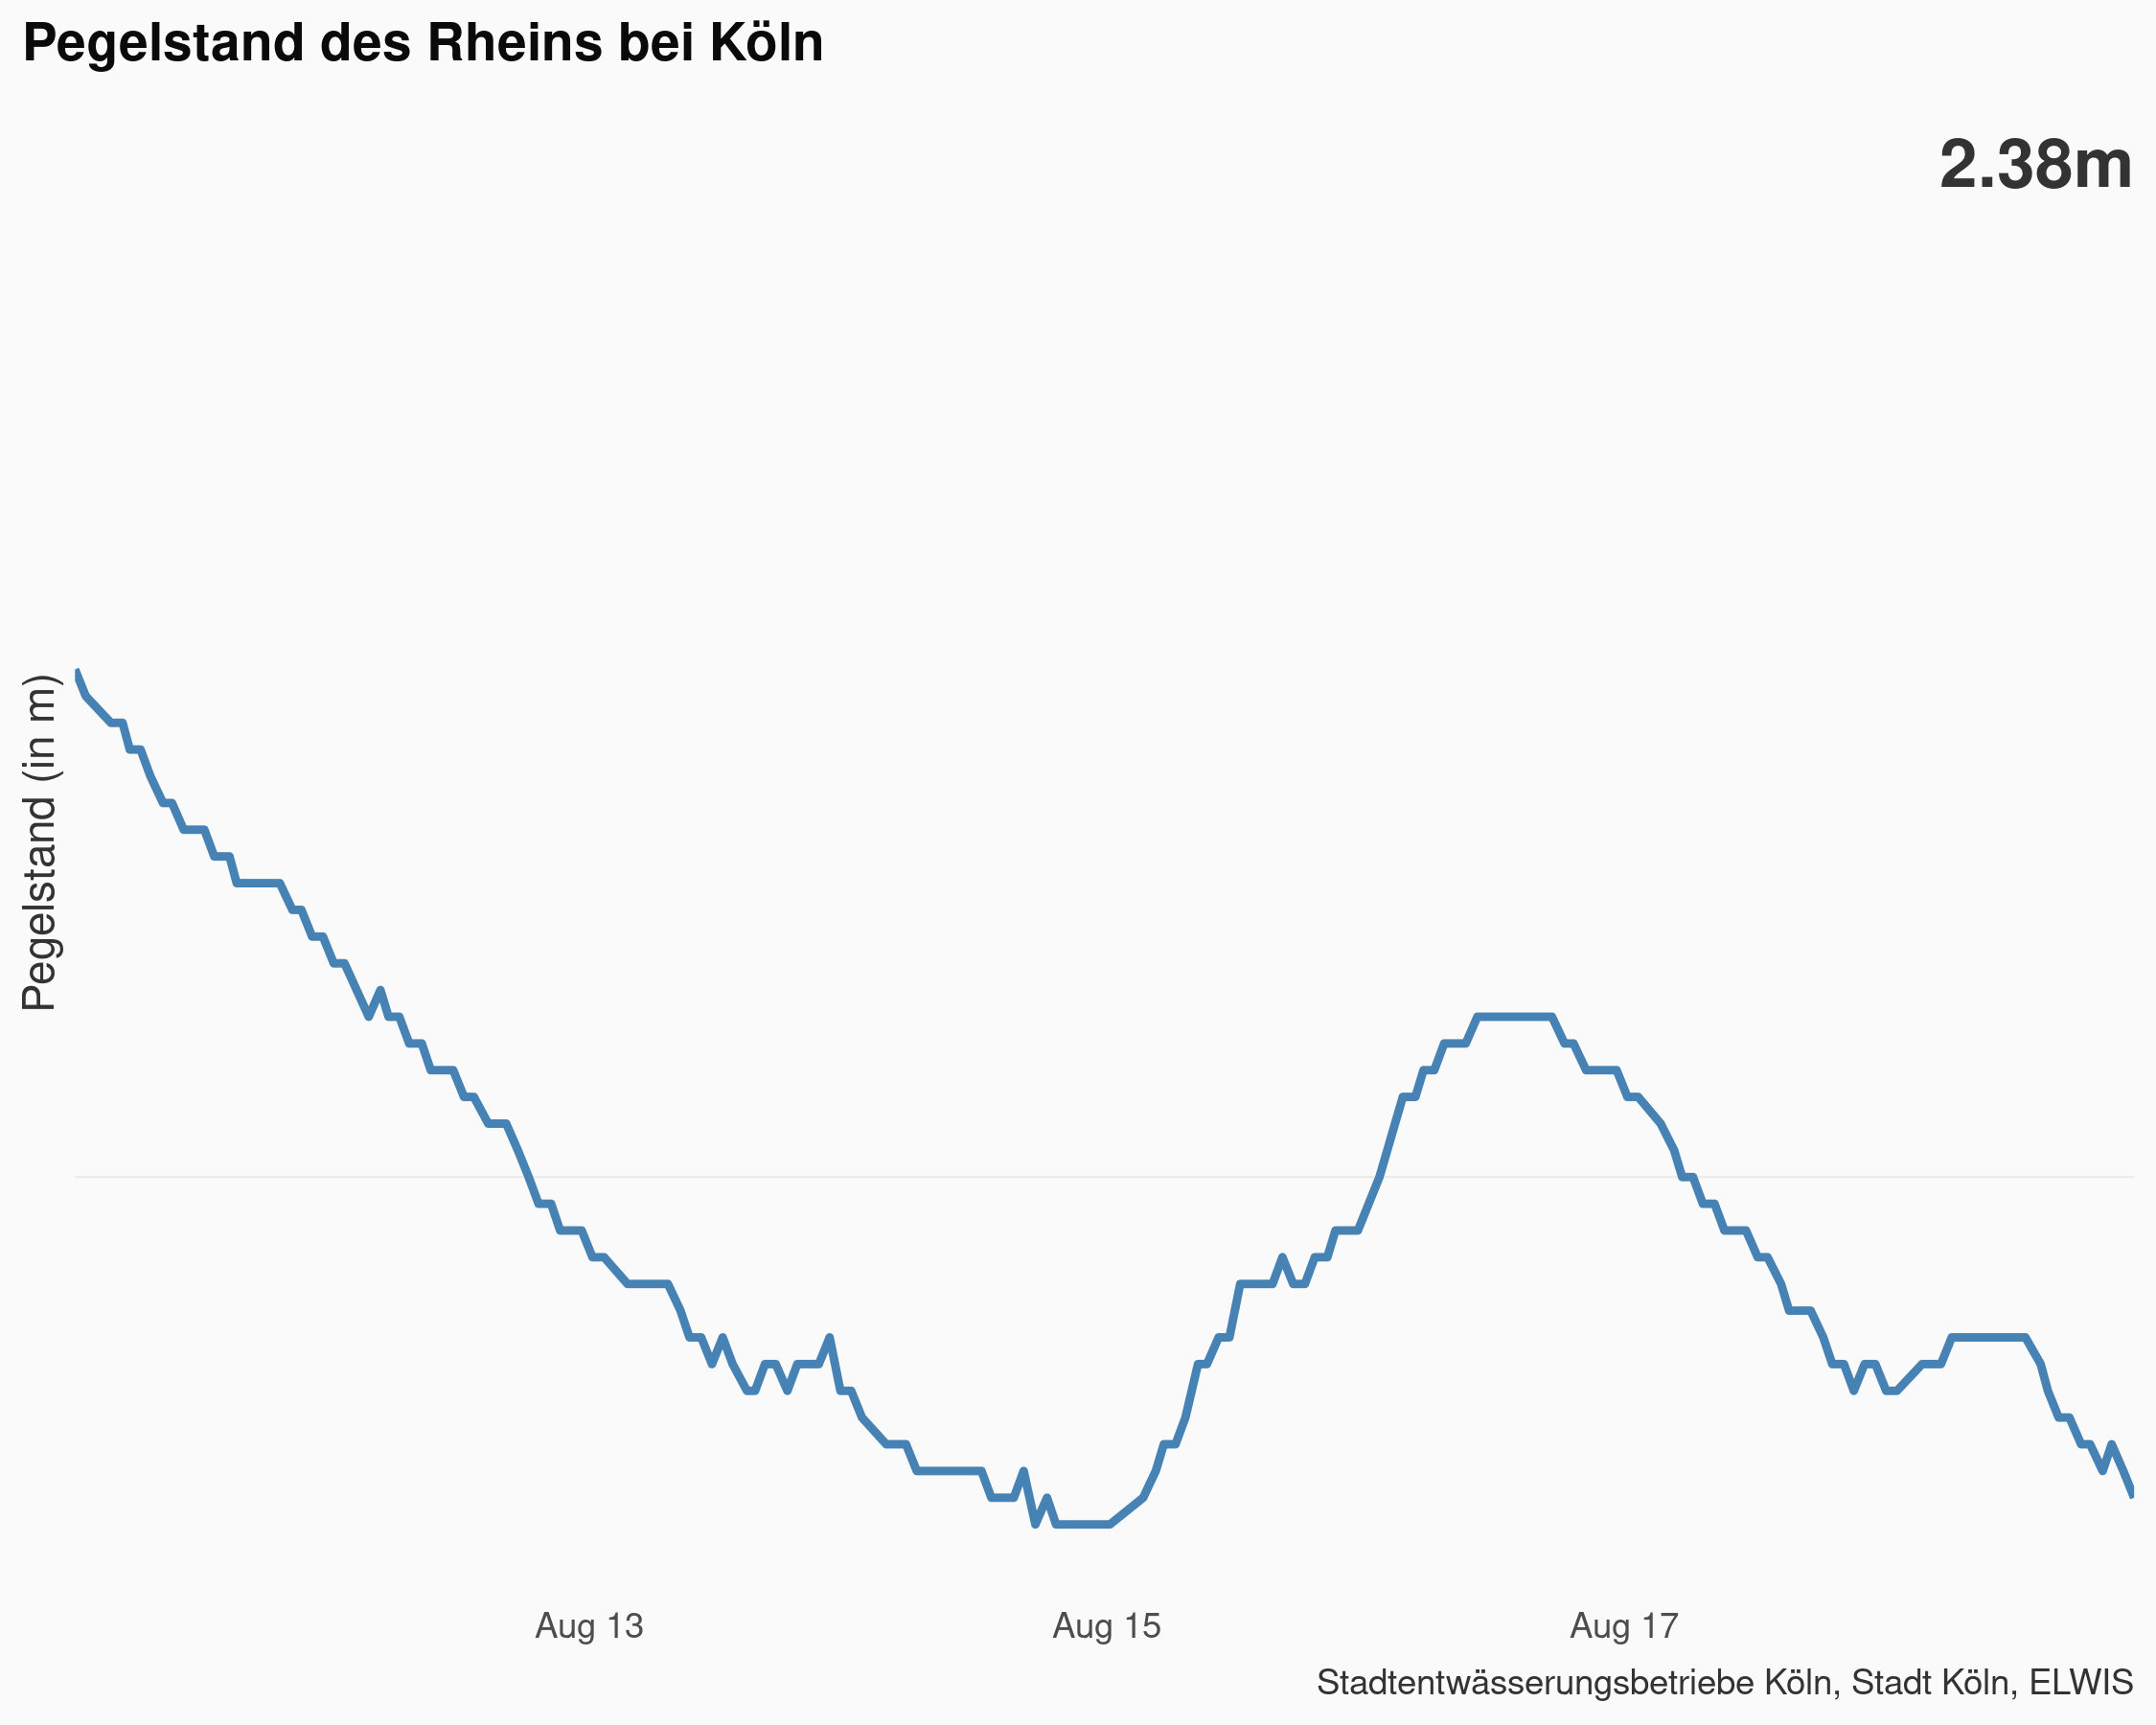 Pegelstand des Rheins bei Köln
2.38m
Pegelstand (in m)
Aug 13
Aug 15
Aug 17
Stadtentwässerungsbetriebe Köln, Stadt Köln, ELWIS